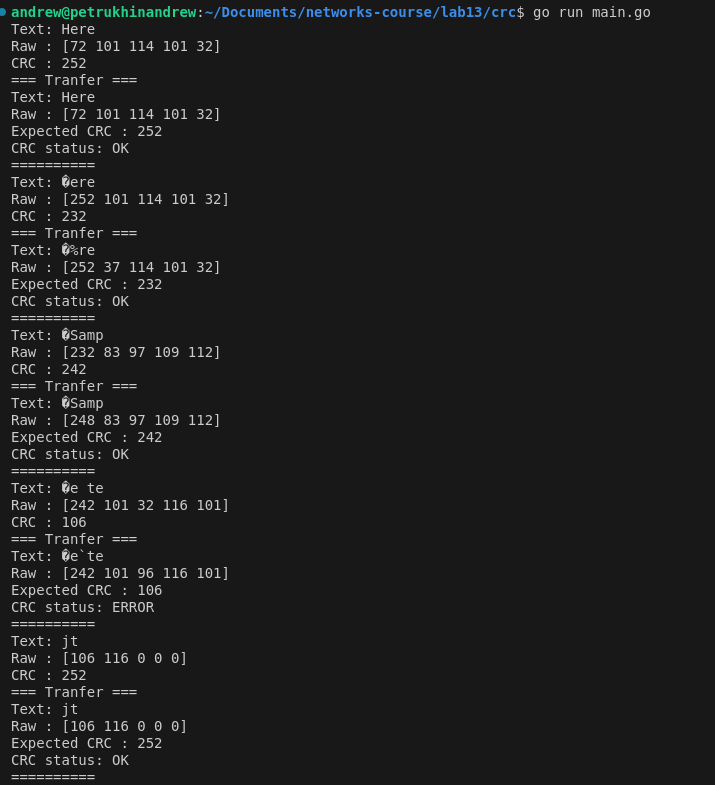 andrew@petrukhinandrew:~/Documents/networks-course/lab13/crc$ go run main.go
Text: Here
Raw : [72 101 114 101 32]
CRC : 252
=== Tranfer ===
Text: Here
Raw : [72 101 114 101 32]
Expected CRC : 252
CRC status: OK
==========
Text: �ere
Raw : [252 101 114 101 32]
CRC : 232
=== Tranfer ===
Text: �%re
Raw : [252 37 114 101 32]
Expected CRC : 232
CRC status: OK
==========
Text: �Samp
Raw : [232 83 97 109 112]
CRC : 242
=== Tranfer ===
Text: �Samp
Raw : [248 83 97 109 112]
Expected CRC : 242
CRC status: OK
==========
Text: �e te
Raw : [242 101 32 116 101]
CRC : 106
=== Tranfer ===
Text: �e`te
Raw : [242 101 96 116 101]
Expected CRC : 106
CRC status: ERROR
==========
Text: jt
Raw : [106 116 0 0 0]
CRC : 252
=== Tranfer ===
Text: jt
Raw : [106 116 0 0 0]
Expected CRC : 252
CRC status: OK
==========